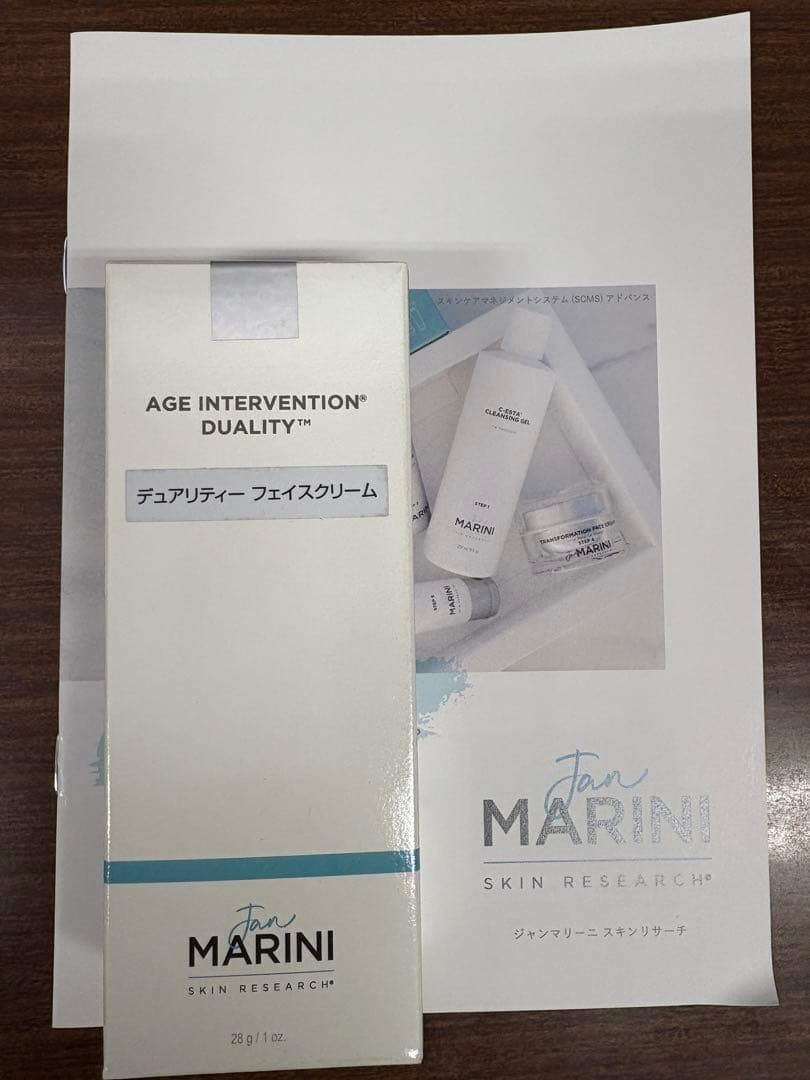 AGE INTERVENTION®
DUALITY™
デュアリティー フェイスクリーム
Jan
MARINI
SKIN RESEARCH®
28 g / 1 oz.
スキンケアマネジメントシステム (SCMS) アドバンス
C-ESTA®
CLEANSING GEL
STEP 1
MARINI
TRANSFORMATION FACE CREAM
STEP 4
Jan
MARINI
STEP 5
MARINI
Jan
MARINI
SKIN RESEARCH®
ジャンマリーニ スキンリサーチ